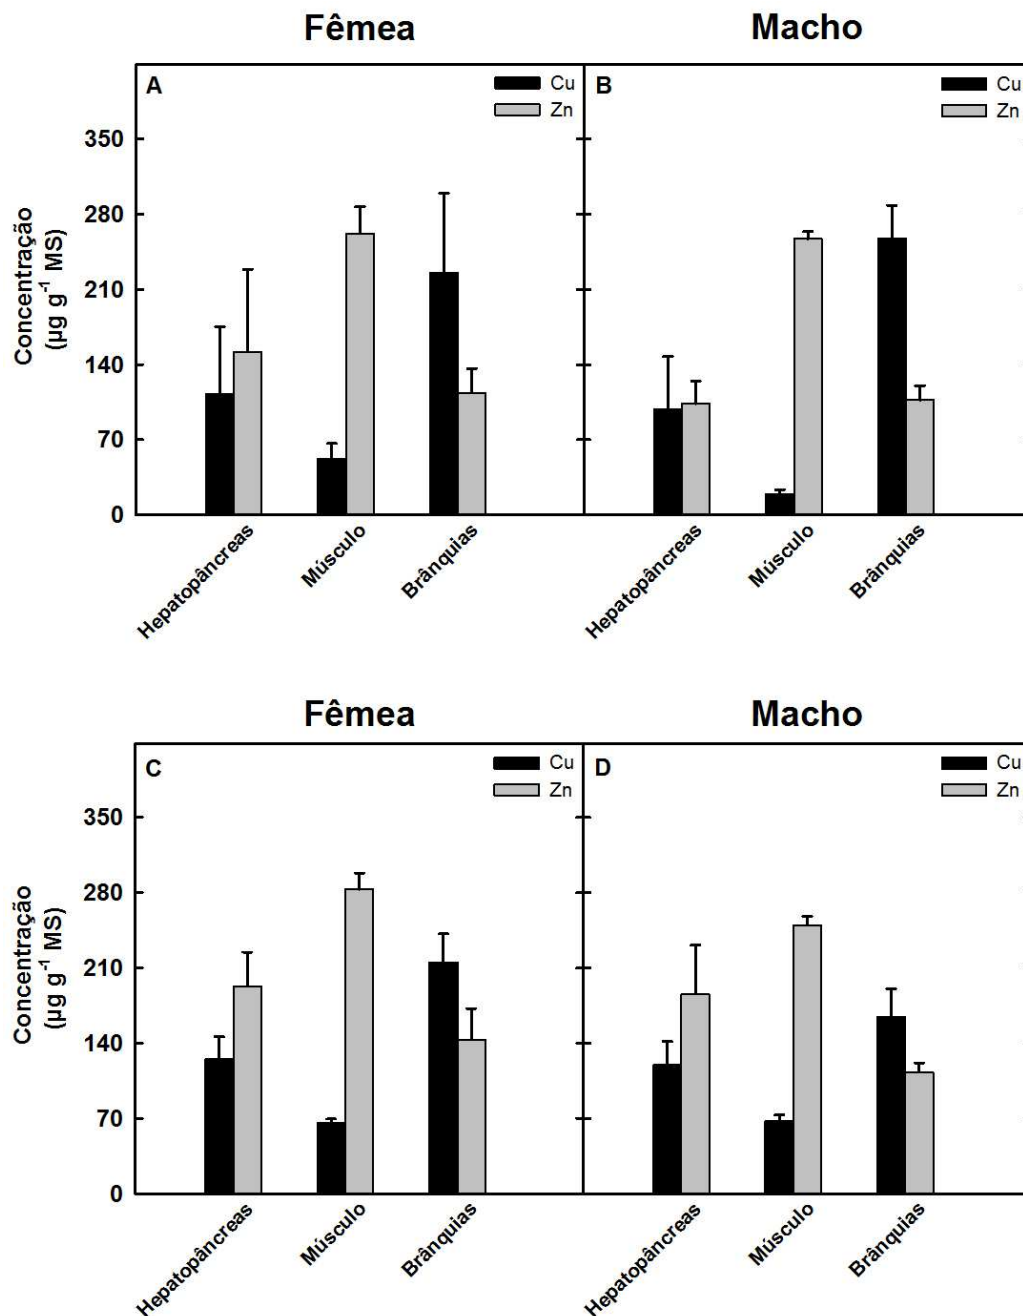 Fêmea Macho
A Cu B Cu
Zn Zn
350
280
210
140
70
0
Concentração
(µg g⁻¹ MS)
Hepatopâncreas Músculo Brânquias Hepatopâncreas Músculo Brânquias
Fêmea Macho
C Cu D Cu
Zn Zn
350
280
210
140
70
0
Concentração
(µg g⁻¹ MS)
Hepatopâncreas Músculo Brânquias Hepatopâncreas Músculo Brânquias